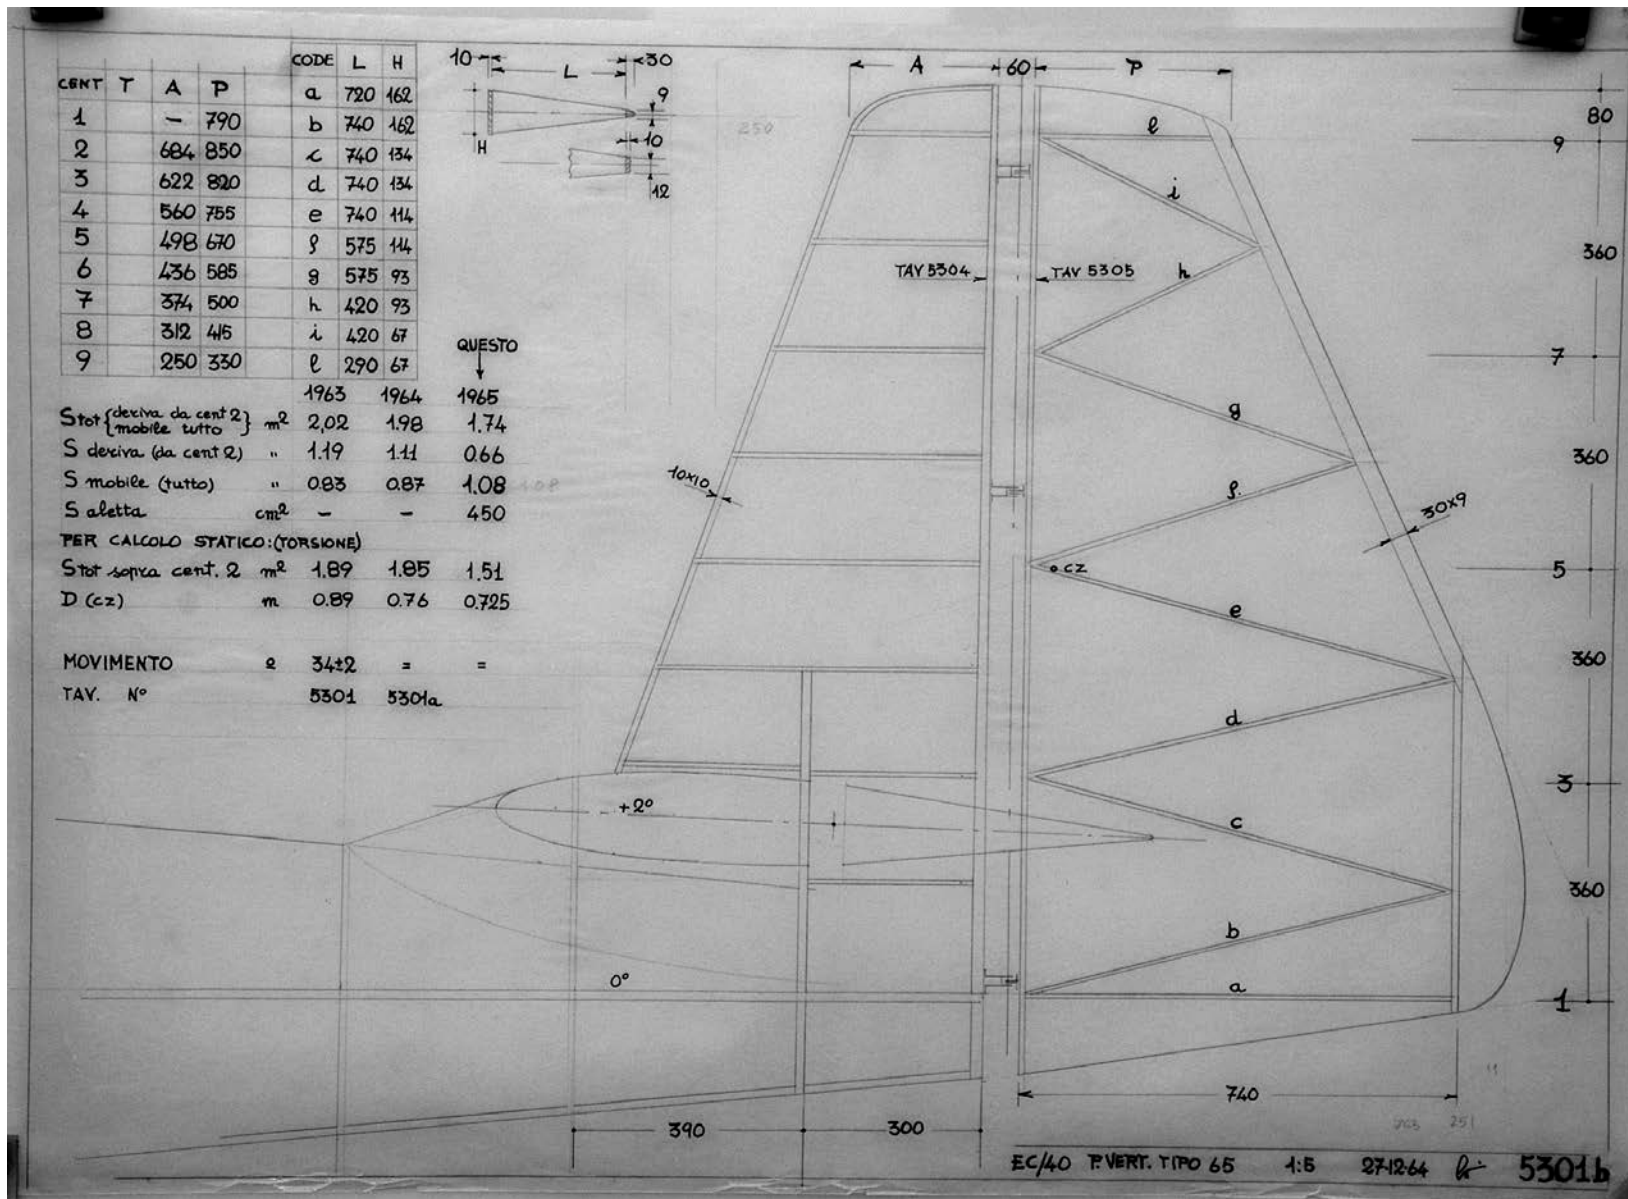 CODE L H
CENT T A P
a 720 162
1 - 790
b 740 162
2 684 850
c 740 134
3 622 820
d 740 134
4 560 755
e 740 114
5 498 670
f 575 114
6 436 585
g 575 93
7 374 500
h 420 93
8 312 415
i 420 67
9 250 330
l 290 67
10 L 30
9
H
10
12
250
QUESTO
1963 1964 1965
Stot {deriva da cent 2 m² 2,02 1.98 1.74
mobile tutto}
S deriva (da cent 2) " 1.19 1.11 0.66
S mobile (tutto) " 0.83 0.87 1.08
S aletta cm² - - 450
PER CALCOLO STATICO: (TORSIONE)
Stot sopra cent. 2 m² 1.89 1.85 1.51
D (cz) m 0.89 0.76 0.725
MOVIMENTO º 34±2 = =
TAV. Nº 5301 5301a
A 60 P
80
l
9
i
360
TAV 5304
TAV 5305
h
7
g
360
10x10
f
30x9
cz
5
e
360
d
3
+2º
c
360
b
0º
a
1
740
390
300
EC/40 P.VERT. TIPO 65 1:5 27-12-64 5301b